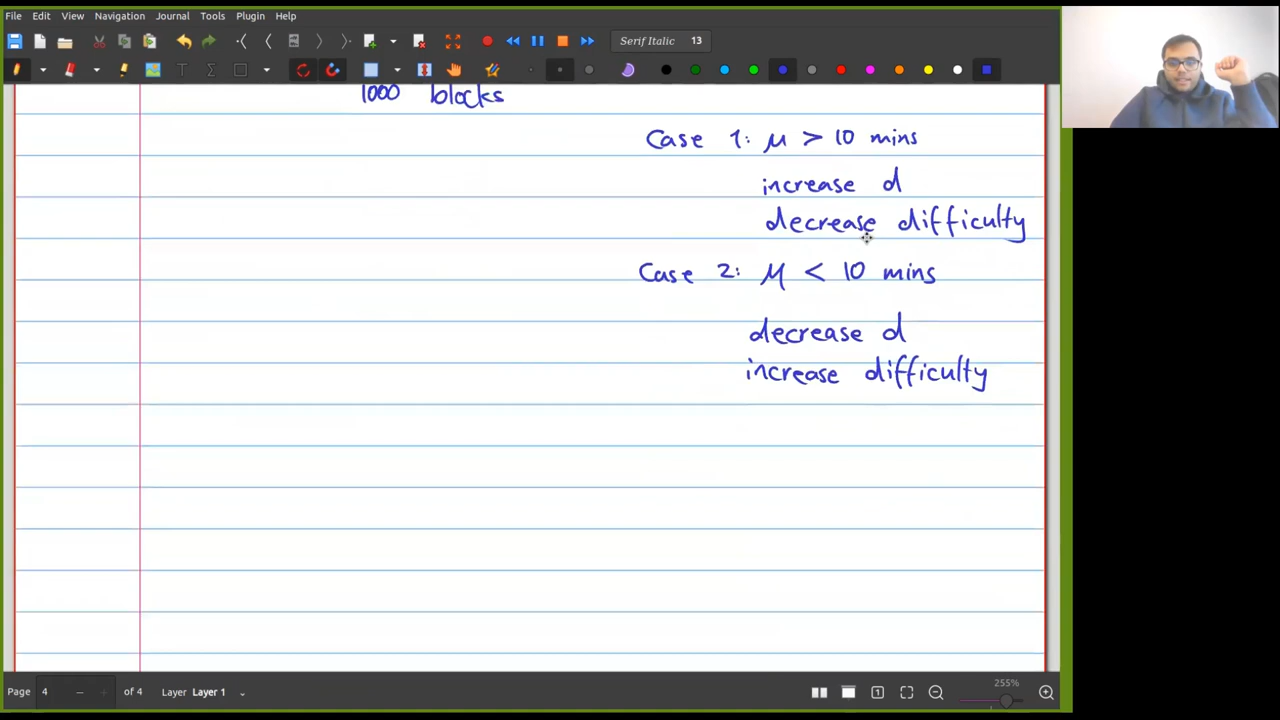 File Edit View Navigation Journal Tools Plugin Help
Serif Italic 13
1000 blocks
Case 1: μ > 10 mins
increase d
decrease difficulty
Case 2: μ < 10 mins
decrease d
increase difficulty
Page 4 of 4 Layer Layer 1
255%